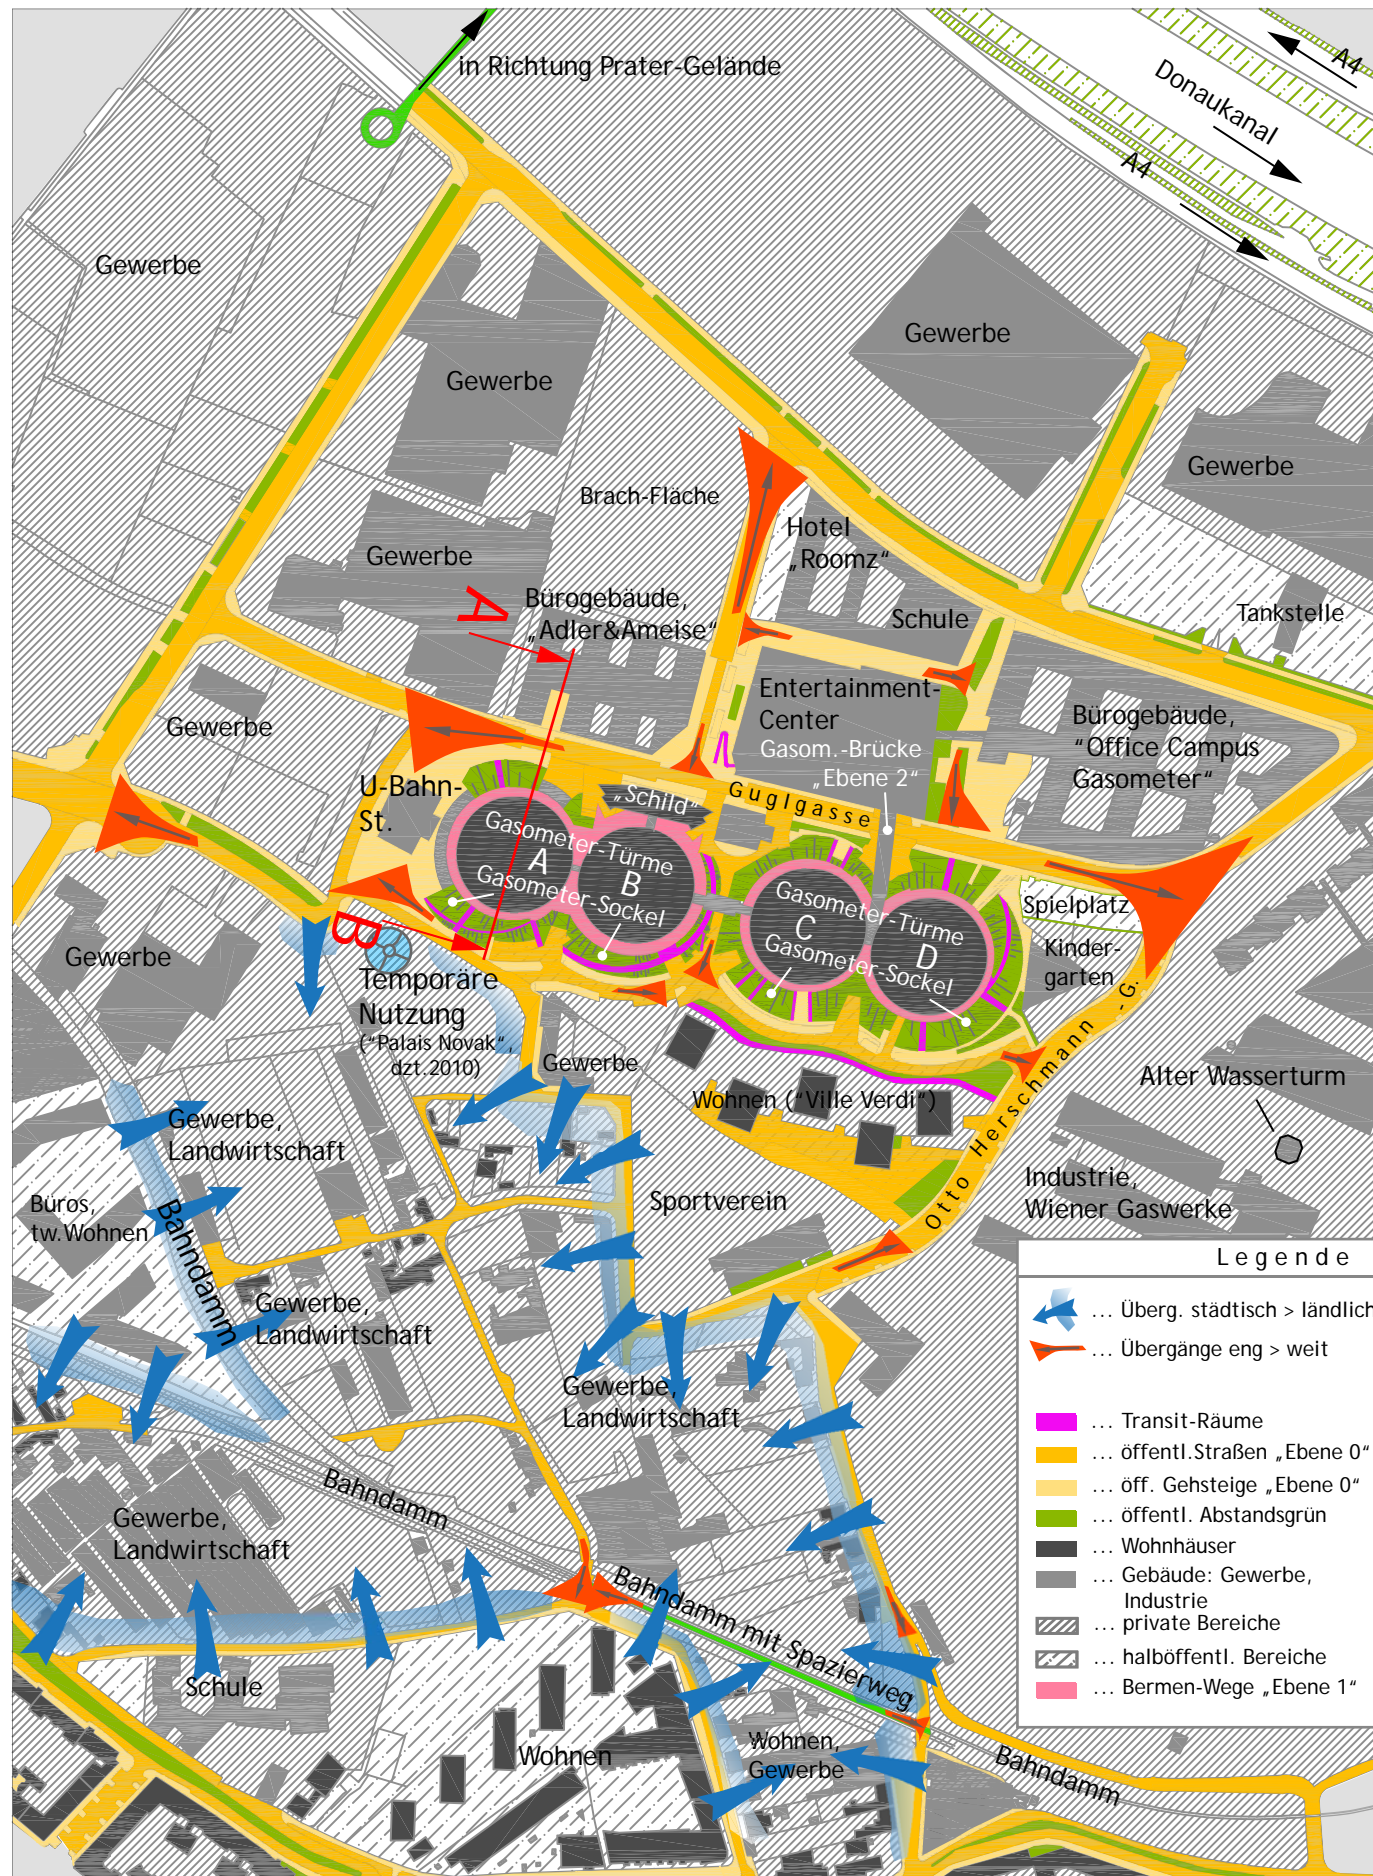 in Richtung Prater-Gelände
A4
Donaukanal
A4
Gewerbe
Gewerbe
Gewerbe
Gewerbe
Brach-Fläche
Hotel
„Roomz“
Gewerbe
A
Bürogebäude,
„Adler&Ameise“
Schule
Tankstelle
Gewerbe
Entertainment-
Center
Gasom.-Brücke
„Ebene 2“
Bürogebäude,
“Office Campus
Gasometer“
U-Bahn-
St.
„Schild“
Guglgasse
Gasometer-Türme
A
B
Gasometer-Sockel
Gasometer-Türme
C
D
Gasometer-Sockel
Spielplatz
Kinder-
garten
B
Gewerbe
Temporäre
Nutzung
(“Palais Novak“,
dzt.2010)
Gewerbe
Otto Herschmann -G.
Alter Wasserturm
Wohnen (“Ville Verdi“)
Gewerbe,
Landwirtschaft
Büros,
tw.Wohnen
Bahndamm
Sportverein
Industrie,
Wiener Gaswerke
Gewerbe,
Landwirtschaft
Gewerbe,
Landwirtschaft
Bahndamm
Gewerbe,
Landwirtschaft
Bahndamm mit Spazierweg
Schule
Wohnen
Wohnen,
Gewerbe
Bahndamm
Legende
... Überg. städtisch > ländlich
... Übergänge eng > weit
... Transit-Räume
... öffentl.Straßen „Ebene 0“
... öff. Gehsteige „Ebene 0“
... öffentl. Abstandsgrün
... Wohnhäuser
... Gebäude: Gewerbe,
Industrie
... private Bereiche
... halböffentl. Bereiche
... Bermen-Wege „Ebene 1“